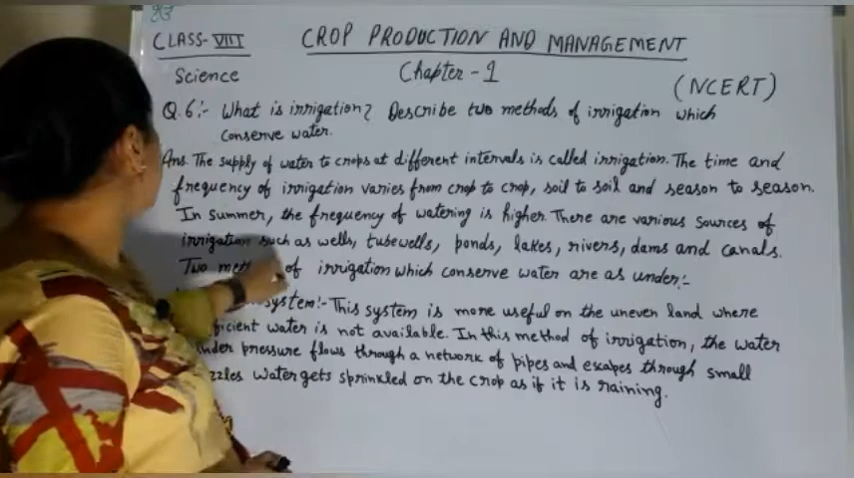 CLASS-VIII CROP PRODUCTION AND MANAGEMENT
Science Chapter-1
(NCERT)
Q.6:- What is irrigation? Describe two methods of irrigation which
conserve water.
Ans. The supply of water to crops at different intervals is called irrigation. The time and
frequency of irrigation varies from crop to crop, soil to soil and season to season.
In summer, the frequency of watering is higher. There are various sources of
irrigation such as wells, tubewells, ponds, lakes, rivers, dams and canals.
Two of irrigation which conserve water are as under:-
system:- This system is more useful on the uneven land where
water is not available. In this method of irrigation, the water
under pressure flows through a network of pipes and escapes through small
Water gets sprinkled on the crop as if it is raining.